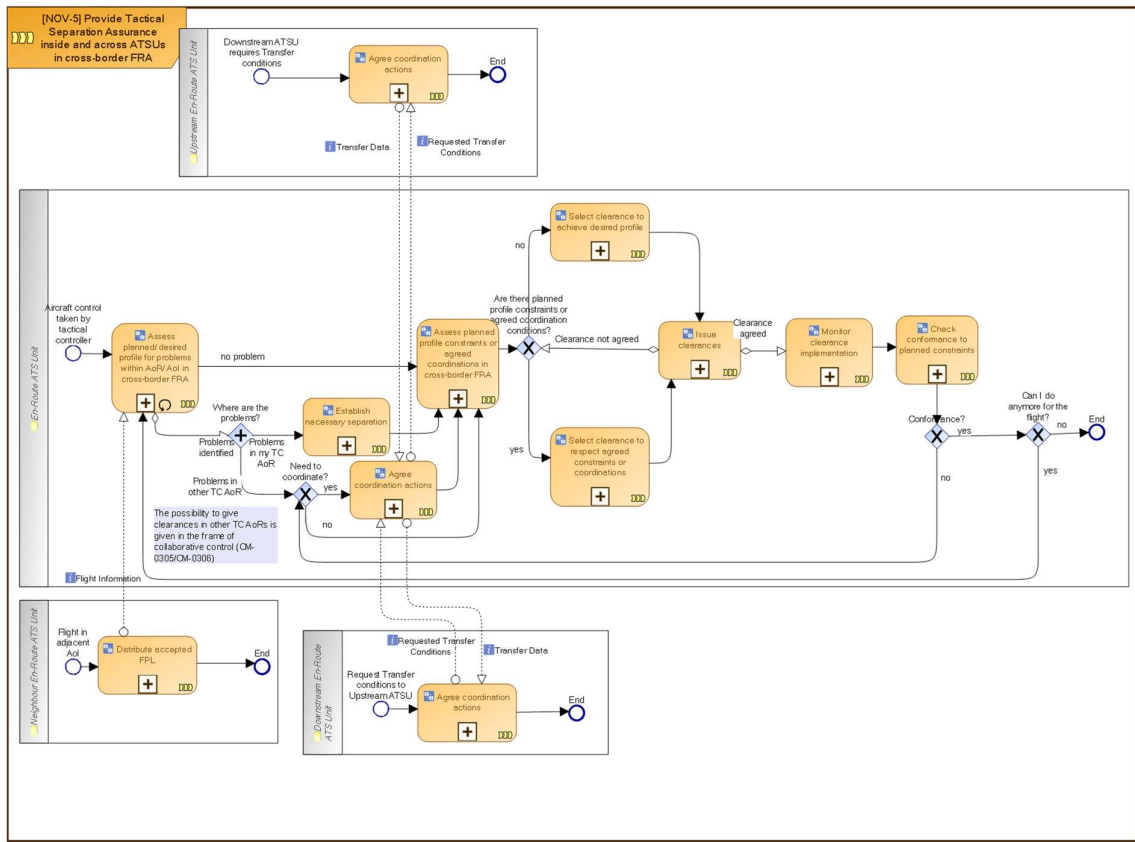 [NOV-5] Provide Tactical
Separation Assurance
inside and across ATSUs
in cross-border FRA
Upstream En-Route ATS Unit
Downstream ATSU
requires Transfer
conditions
Agree coordination
actions
End
Transfer Data
Requested Transfer
Conditions
En-Route ATS Unit
Aircraft control
taken by
tactical
controller
Assess
planned/ desired
profile for problems
within AoR/ AoI in
cross-border FRA
no problem
Where are the
problems?
Problems
identified
Problems
in my TC
AoR
Establish
necessary separation
Problems in
other TC AoR
Need to
coordinate?
yes
no
Agree
coordination actions
The possibility to give
clearances in other TC AoRs is
given in the frame of
collaborative control (CM-
0305/CM-0306)
Assess planned
profile constraints or
agreed
coordinations in
cross-border FRA
Are there planned
profile constraints or
agreed coordination
conditions?
no
yes
Select clearance to
achieve desired profile
Select clearance to
respect agreed
constraints or
coordinations
Clearance not agreed
Issue
clearances
Clearance
agreed
Monitor
clearance
implementation
Check
conformance to
planned constraints
Conformance?
yes
no
Can I do
anymore for the
flight?
no
yes
End
Flight Information
Neighbour En-Route ATS Unit
Flight in
adjacent
AoI
Distribute accepted
FPL
End
Downstream En-Route
ATS Unit
Requested Transfer
Conditions
Transfer Data
Request Transfer
conditions to
Upstream ATSU
Agree coordination
actions
End